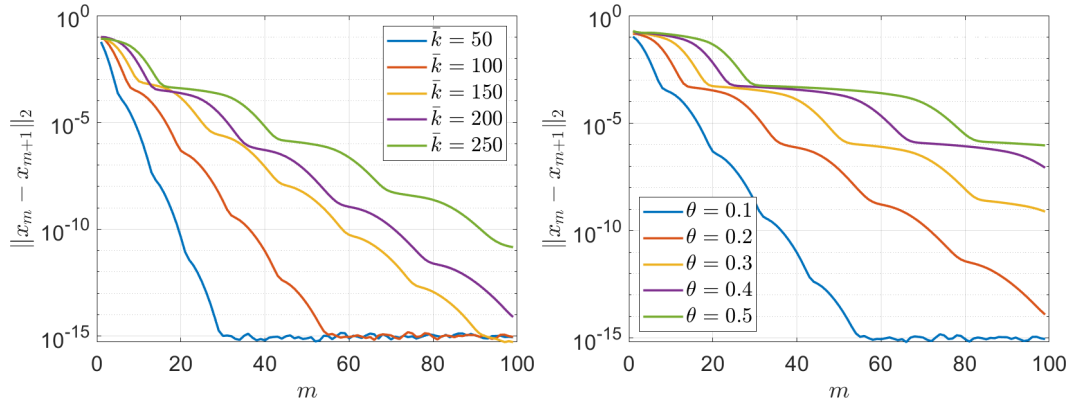 10^0
10^{-5}
10^{-10}
10^{-15}
||x_m − x_{m+1}||_2
0 20 40 60 80 100
m
k̄ = 50
k̄ = 100
k̄ = 150
k̄ = 200
k̄ = 250
10^0
10^{-5}
10^{-10}
10^{-15}
||x_m − x_{m+1}||_2
0 20 40 60 80 100
m
θ = 0.1
θ = 0.2
θ = 0.3
θ = 0.4
θ = 0.5